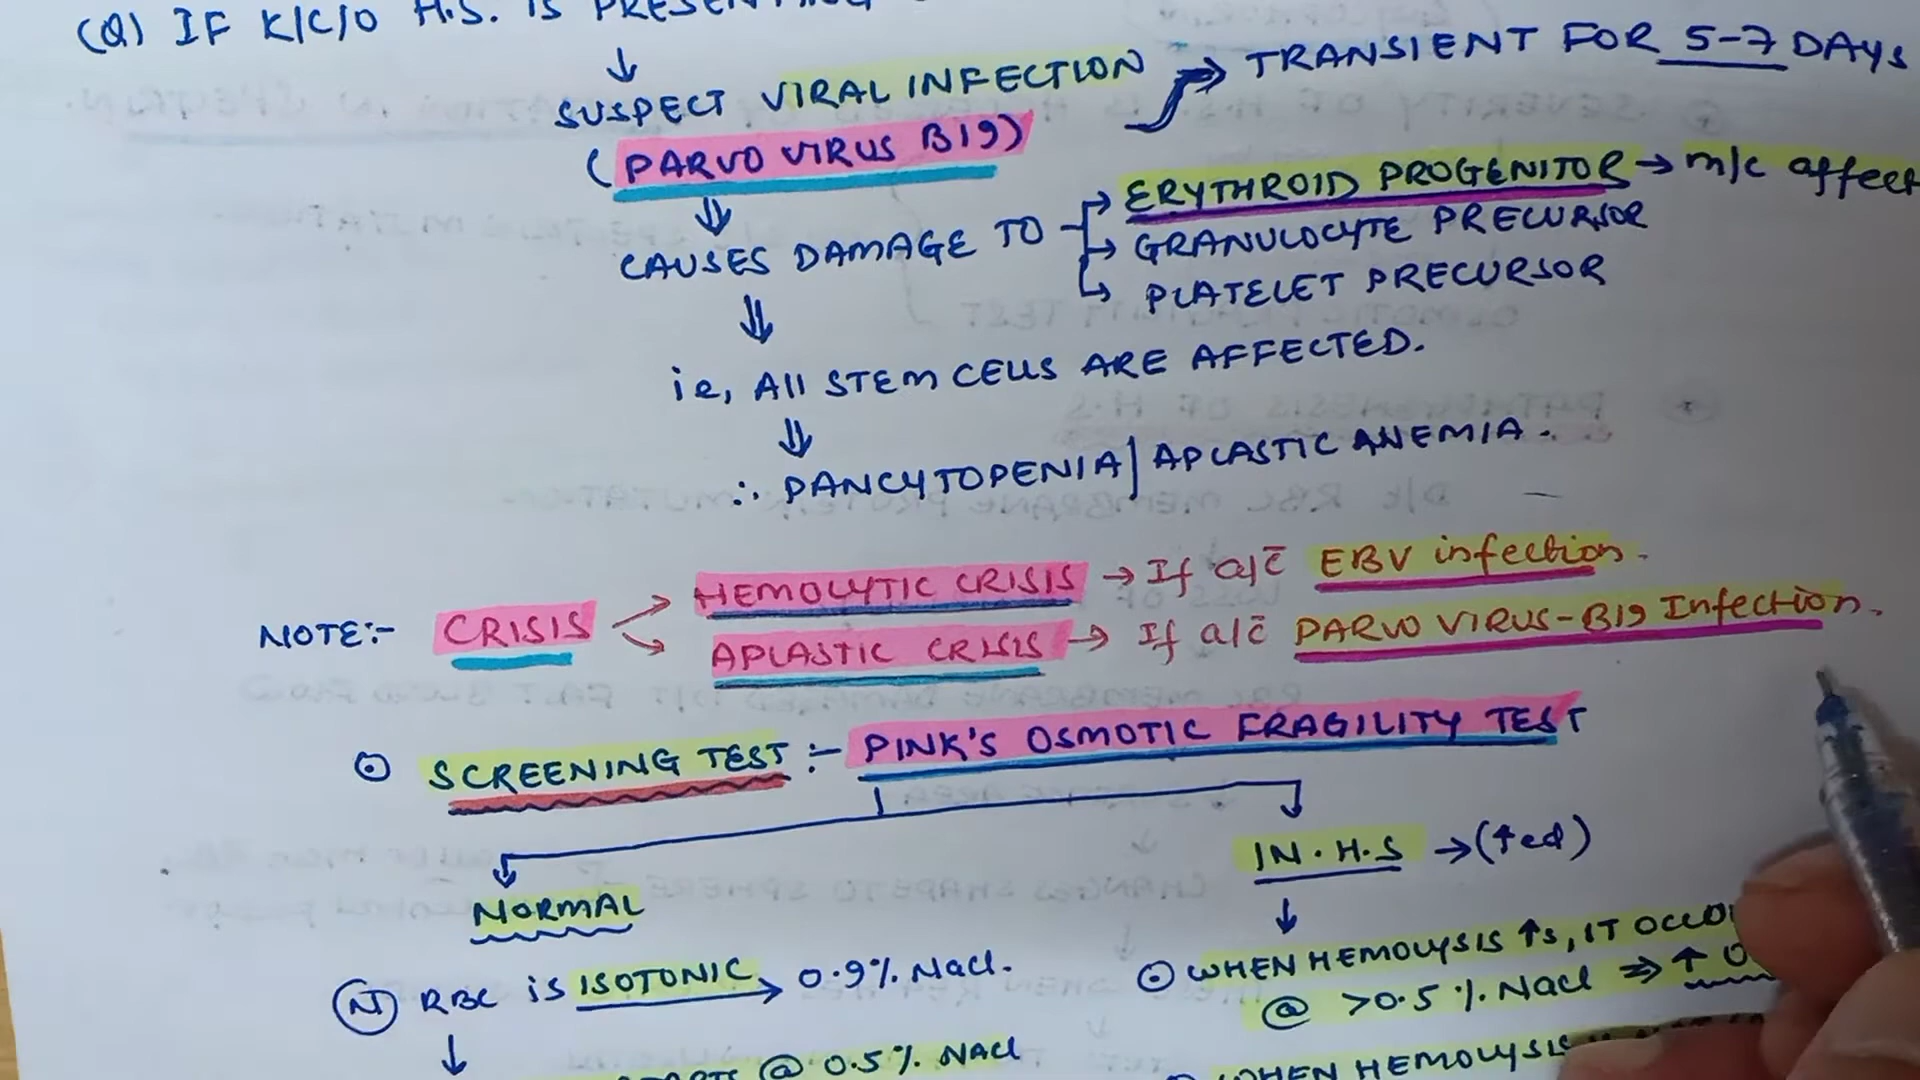 (Q) IF K/C/O H.S. IS PRESENTING
↓
SUSPECT VIRAL INFECTION → TRANSIENT FOR 5-7 DAYS
(PARVO VIRUS B19)
⇓
CAUSES DAMAGE TO → ERYTHROID PROGENITOR → m/c affect
→ GRANULOCYTE PRECURSOR
→ PLATELET PRECURSOR
⇓
ie, All STEM CELLS ARE AFFECTED.
⇓
∴ PANCYTOPENIA | APLASTIC ANEMIA.
NOTE:- CRISIS → HEMOLYTIC CRISIS → If a/c̄ EBV infection.
→ APLASTIC CRISIS → If a/c̄ PARVO VIRUS-B19 Infection.
⊙ SCREENING TEST :- PINK'S OSMOTIC FRAGILITY TEST
NORMAL
(N) RBC is ISOTONIC → 0.9% NaCl.
↓
@ 0.5% NACl
IN. H.S → (↑ed)
↓
⊙ WHEN HEMOLYSIS ↑s, IT
@ >0.5% NaCl ⇒ ↑
WHEN HEMOLYSIS